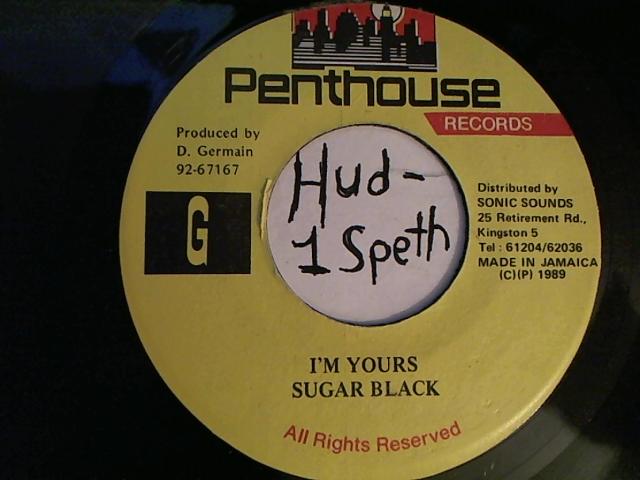 Penthouse
RECORDS
Produced by
D. Germain
92-67167
G
Hud-
1 Speth
Distributed by
SONIC SOUNDS
25 Retirement Rd.,
Kingston 5
Tel : 61204/62036
MADE IN JAMAICA
(C)(P) 1989
I'M YOURS
SUGAR BLACK
All Rights Reserved